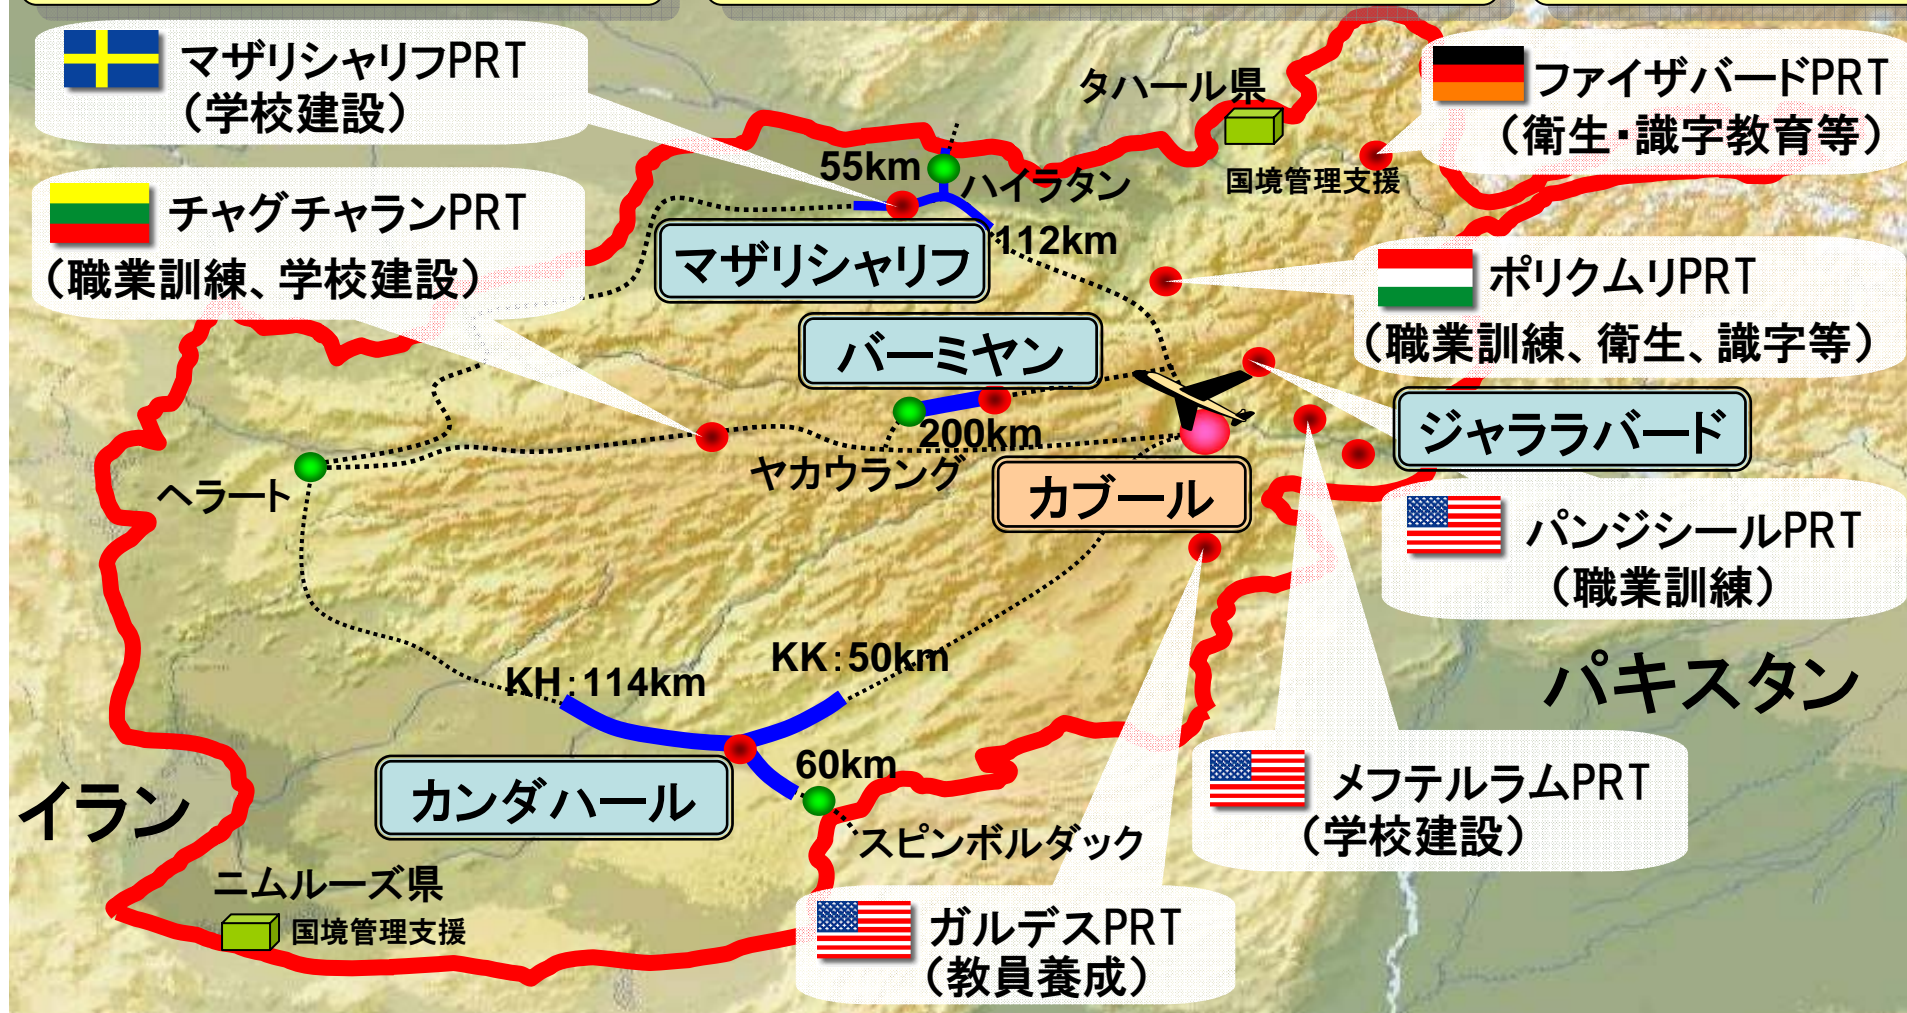 マザリシャリフPRT
（学校建設）
タハール県
国境管理支援
ファイザバードPRT
（衛生・識字教育等）
チャグチャランPRT
（職業訓練、学校建設）
55km
ハイラタン
112km
マザリシャリフ
ポリクムリPRT
（職業訓練、衛生、識字等）
バーミヤン
200km
ヤカウラング
ジャララバード
ヘラート
カブール
パンジシールPRT
（職業訓練）
KH：114km
KK：50km
パキスタン
60km
カンダハール
スピンボルダック
メフテルラムPRT
（学校建設）
イラン
ニムルーズ県
国境管理支援
ガルデスPRT
（教員養成）